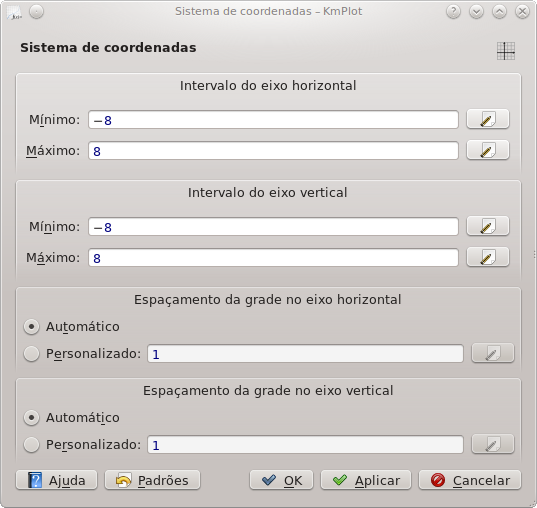 Sistema de coordenadas – KmPlot
Sistema de coordenadas
Intervalo do eixo horizontal
Mínimo: −8
Máximo: 8
Intervalo do eixo vertical
Mínimo: −8
Máximo: 8
Espaçamento da grade no eixo horizontal
Automático
Personalizado: 1
Espaçamento da grade no eixo vertical
Automático
Personalizado: 1
Ajuda Padrões OK Aplicar Cancelar